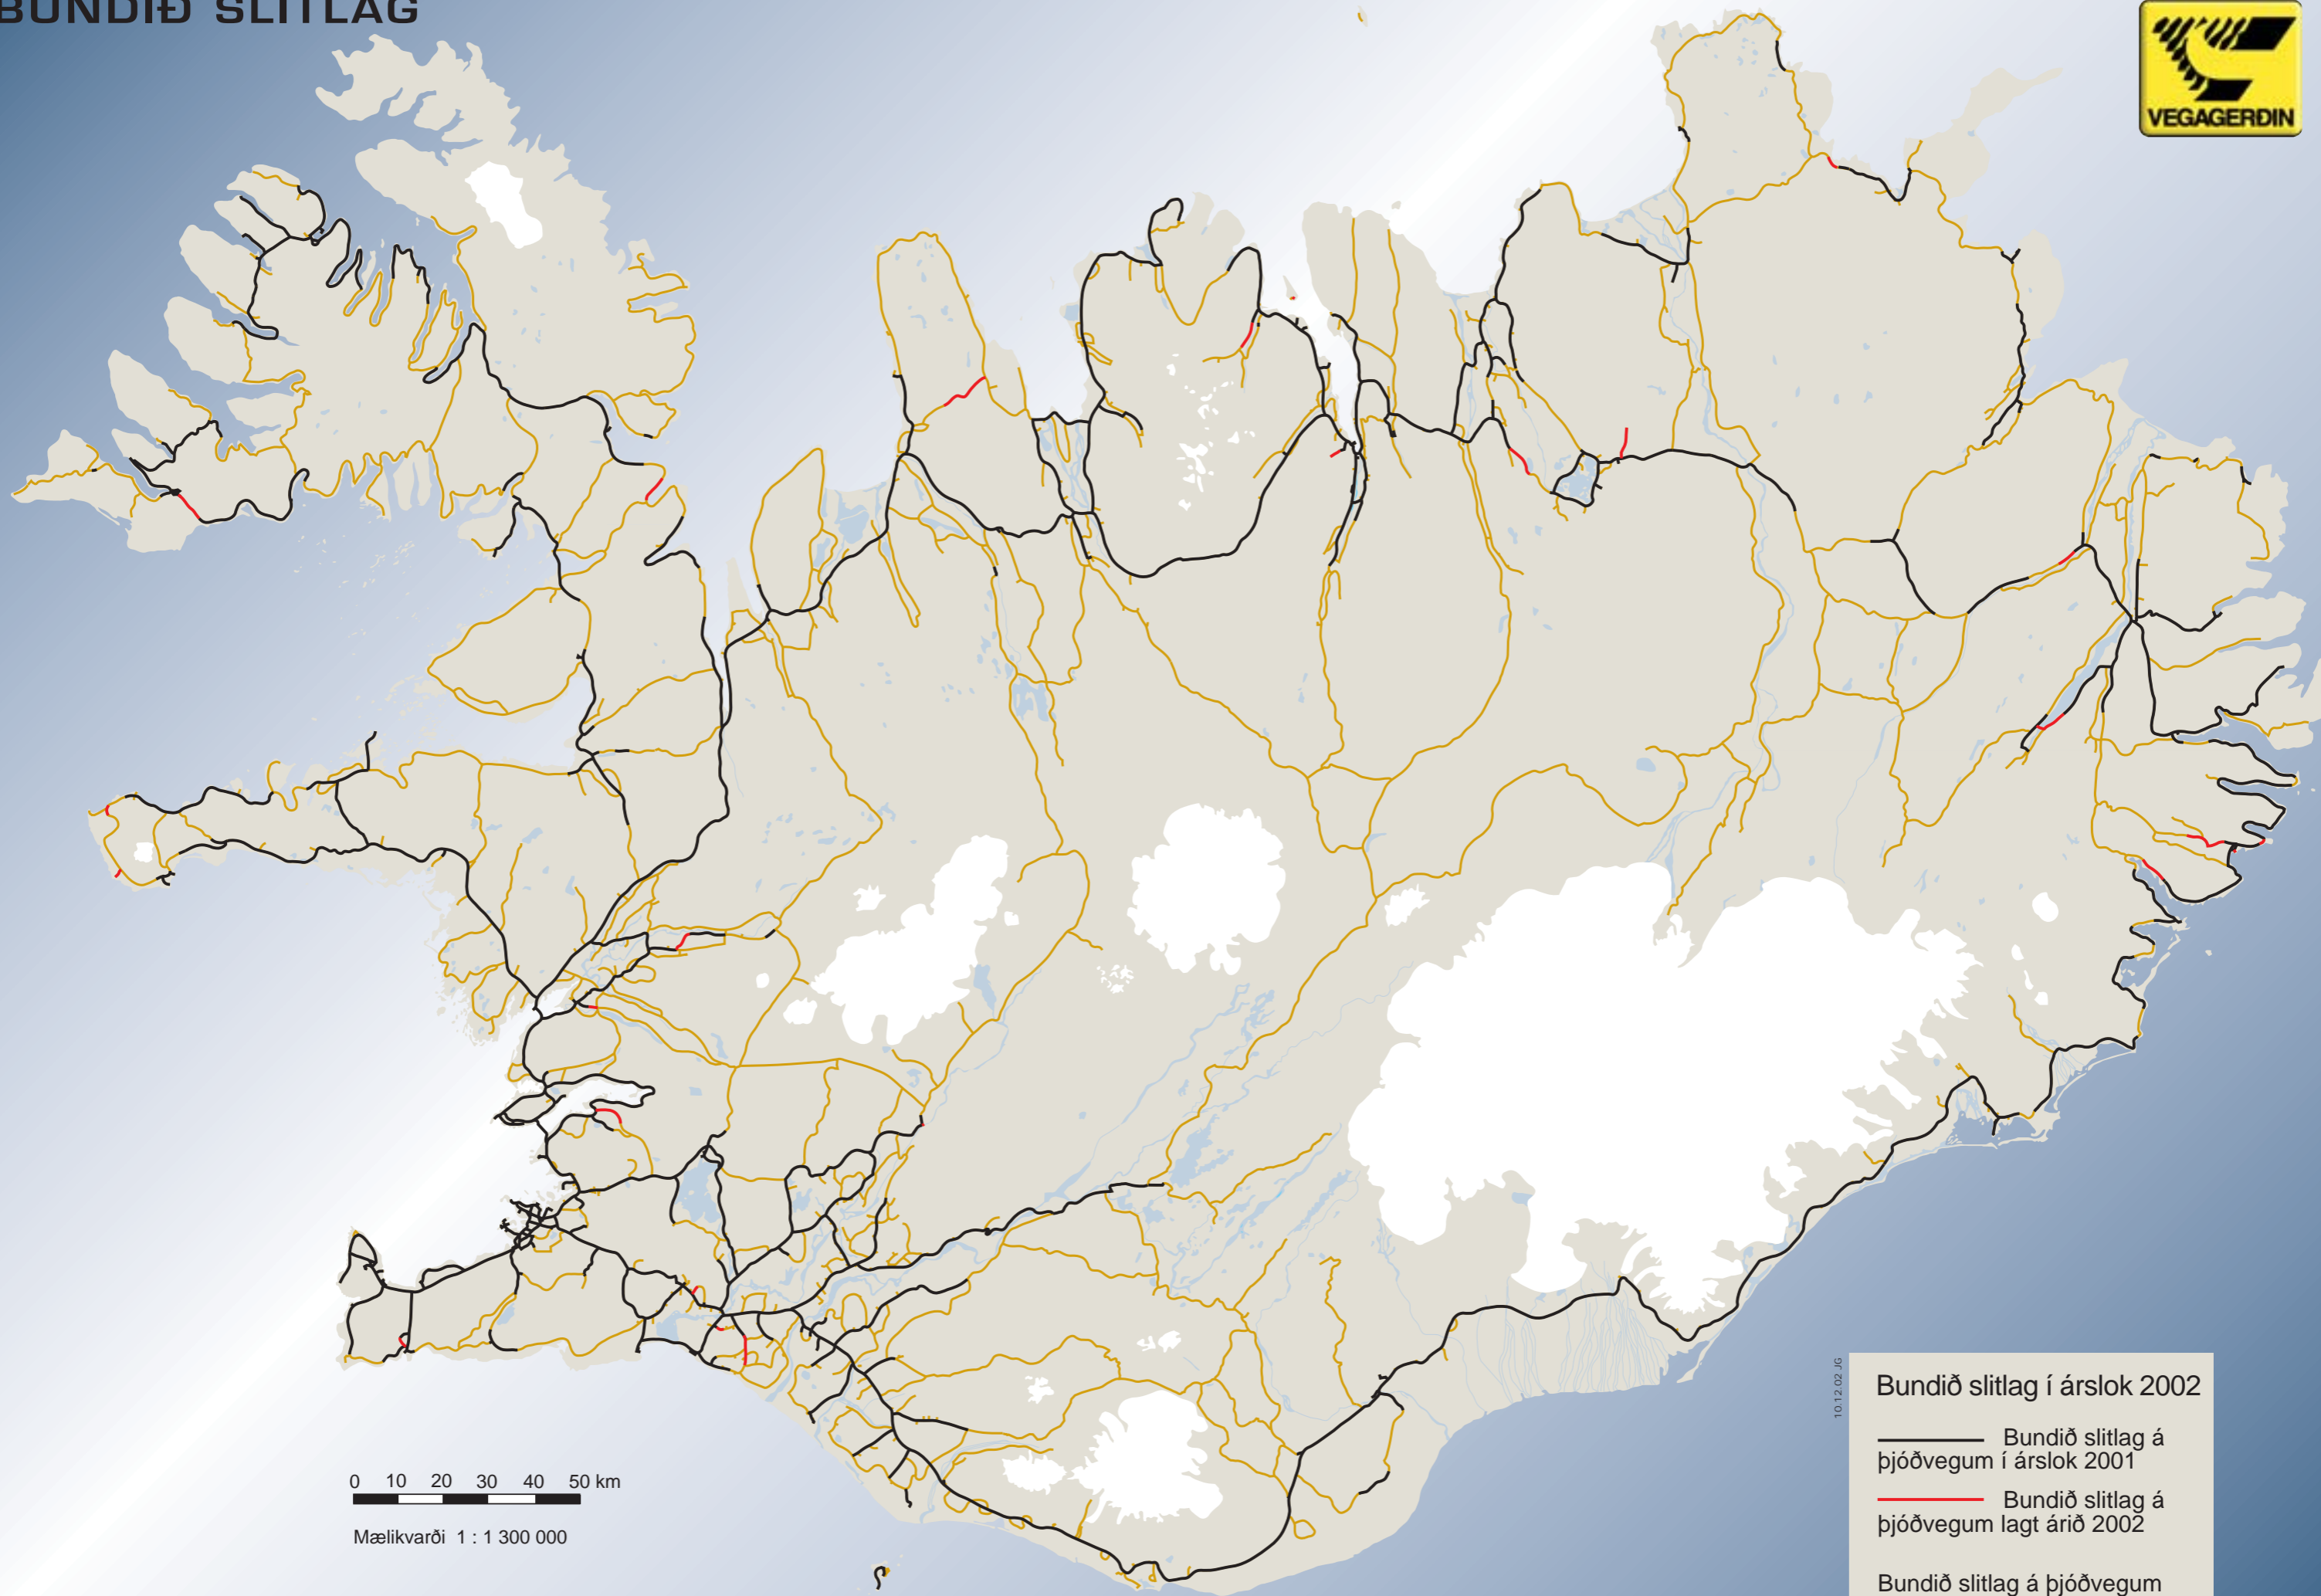 BUNDIÐ SLITLAG
VEGAGERÐIN
0 10 20 30 40 50 km
Mælikvarði 1 : 1 300 000
10.12.02 JG
Bundið slitlag í árslok 2002
Bundið slitlag á
þjóðvegum í árslok 2001
Bundið slitlag á
þjóðvegum lagt árið 2002
Bundið slitlag á þjóðvegum